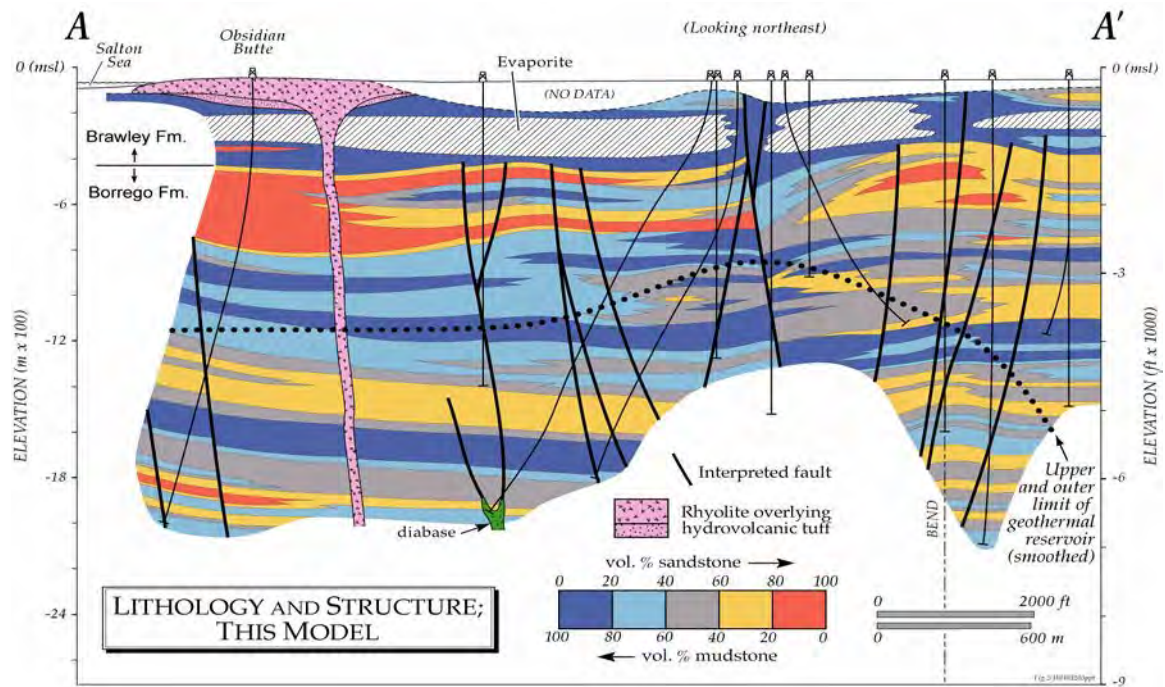 A
(Looking northeast)
A'
Salton
Sea
Obsidian
Butte
Evaporite
0 (msl)
0 (msl)
(NO DATA)
Brawley Fm.
Borrego Fm.
-6
-3
-12
-18
-6
-24
-9
ELEVATION (m x 100)
ELEVATION (ft x 1000)
Interpreted fault
Rhyolite overlying
hydrovolcanic tuff
diabase
Upper
and outer
limit of
geothermal
reservoir
(smoothed)
BEND
vol. % sandstone
0 20 40 60 80 100
100 80 60 40 20 0
vol. % mudstone
0 2000 ft
0 600 m
LITHOLOGY AND STRUCTURE;
THIS MODEL